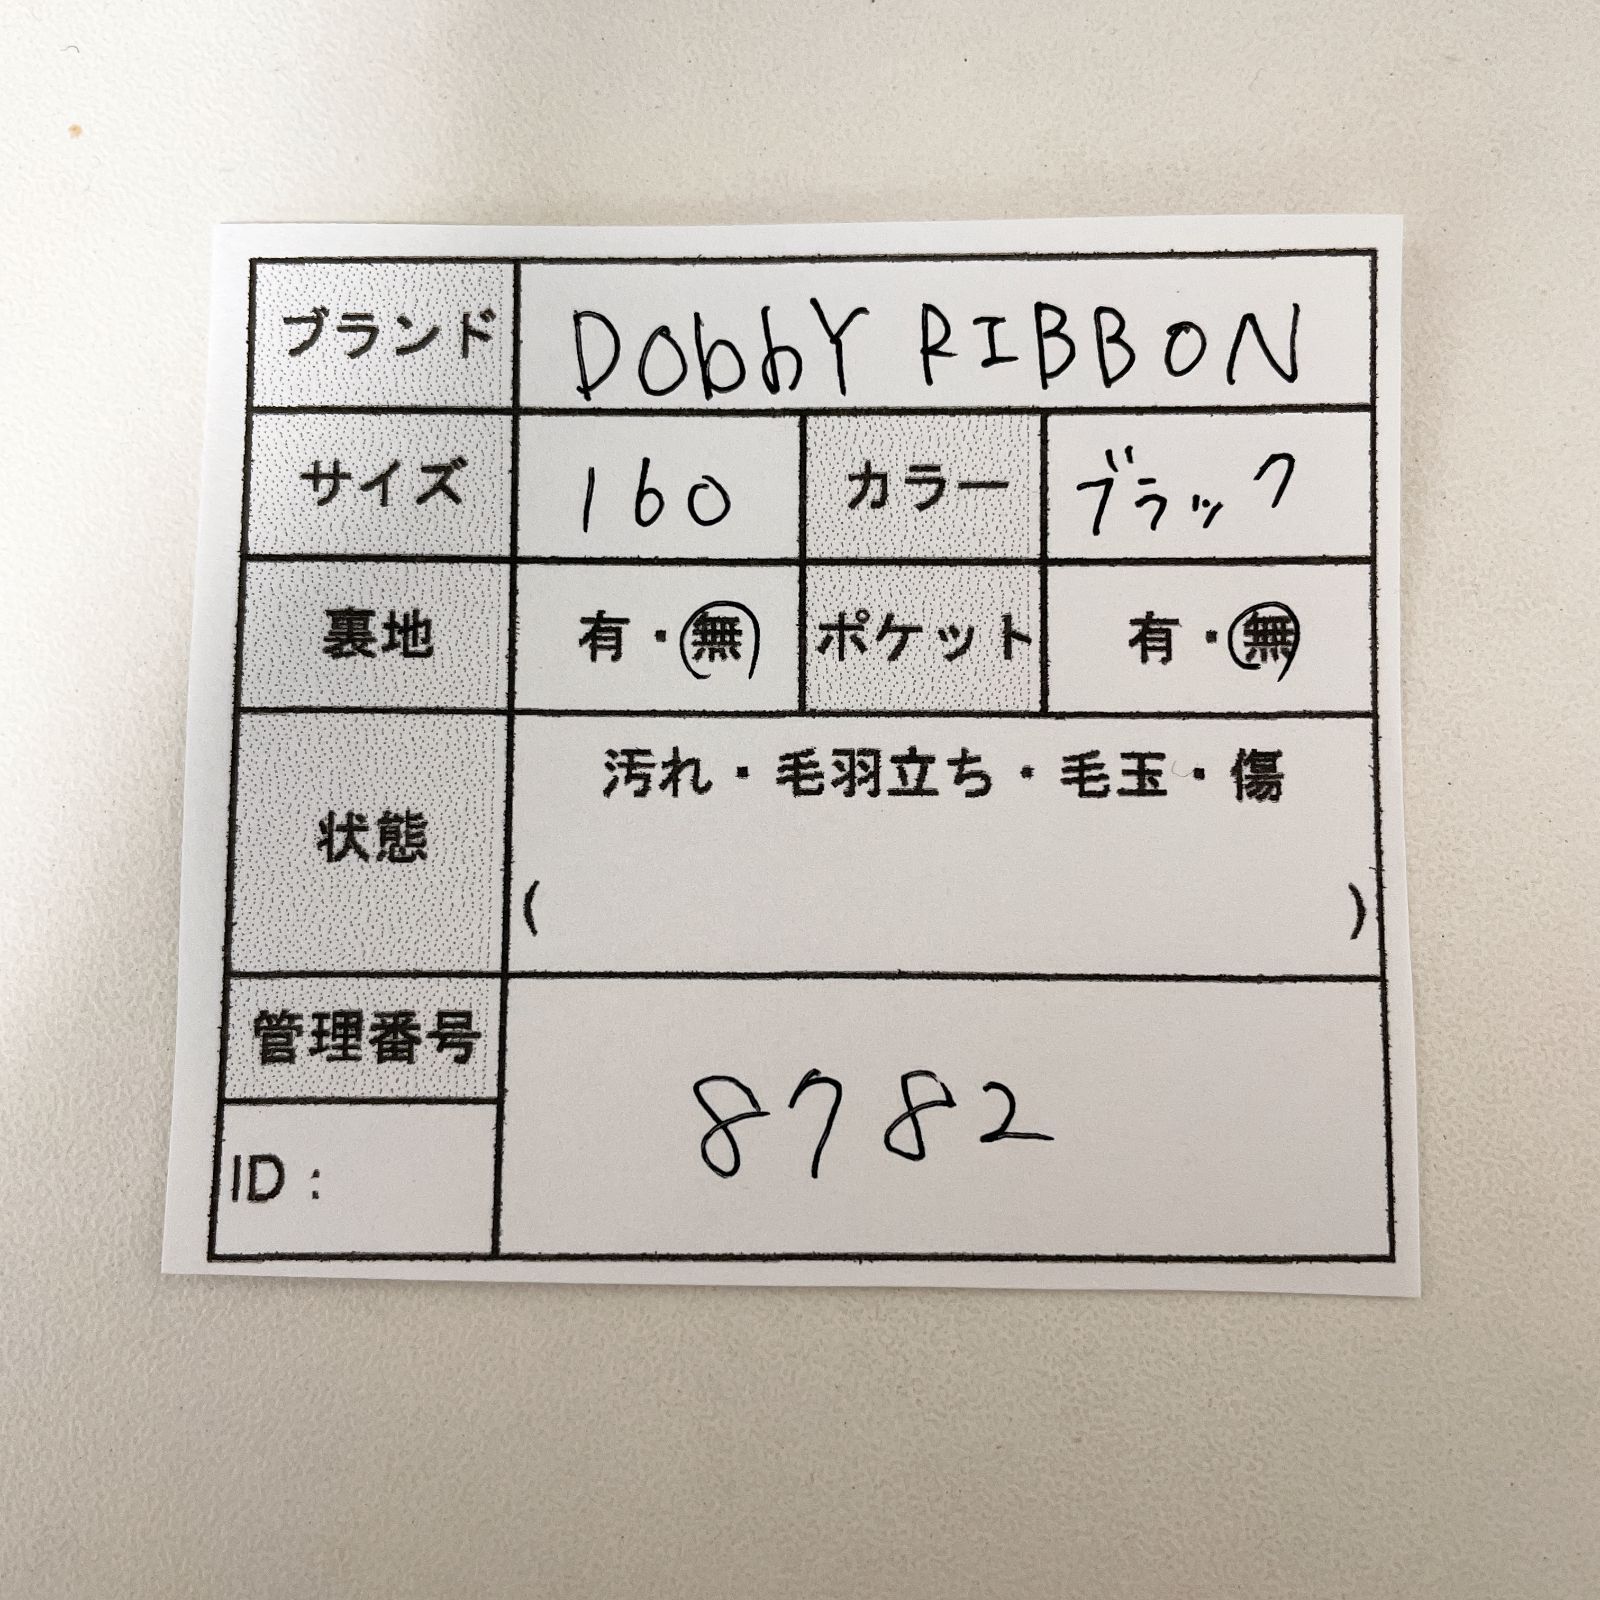 ブランド DObbY RIBBON
サイズ 160 カラー ブラック
裏地 有・無 ポケット 有・無
状態 汚れ・毛羽立ち・毛玉・傷
( )
管理番号 8782
ID：